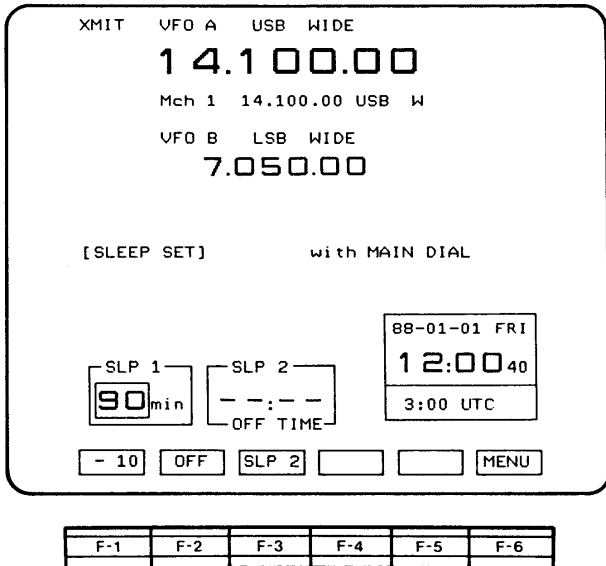 XMIT VFO A USB WIDE
14.100.00
Mch 1 14.100.00 USB W
VFO B LSB WIDE
7.050.00
[SLEEP SET] with MAIN DIAL
88-01-01 FRI
12:00 40
3:00 UTC
SLP 1
90 min
SLP 2
--:--
OFF TIME
- 10 OFF SLP 2 MENU
F-1 F-2 F-3 F-4 F-5 F-6